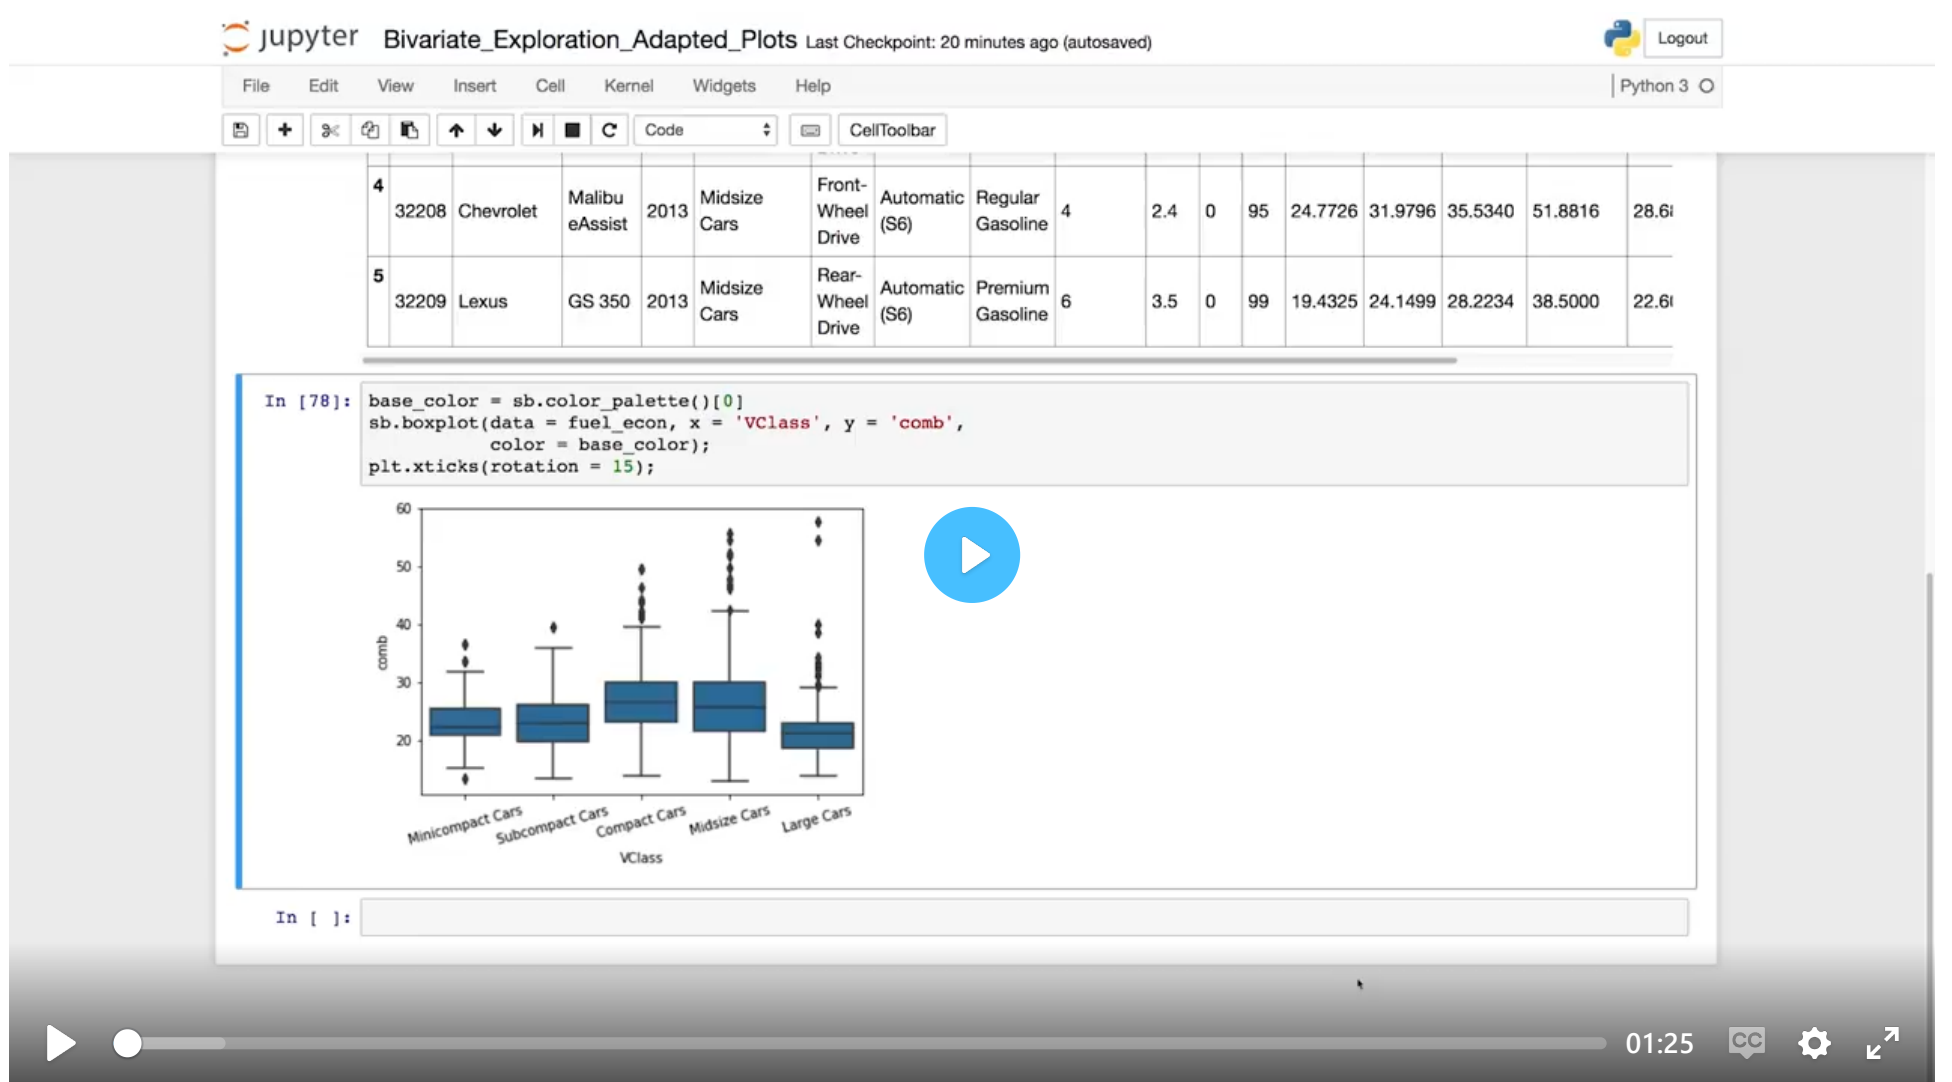 jupyter Bivariate_Exploration_Adapted_Plots Last Checkpoint: 20 minutes ago (autosaved) Logout
File Edit View Insert Cell Kernel Widgets Help Python 3
Code CellToolbar
4 32208 Chevrolet Malibu eAssist 2013 Midsize Cars Front-Wheel Drive Automatic (S6) Regular Gasoline 4 2.4 0 95 24.7726 31.9796 35.5340 51.8816
5 32209 Lexus GS 350 2013 Midsize Cars Rear-Wheel Drive Automatic (S6) Premium Gasoline 6 3.5 0 99 19.4325 24.1499 28.2234 38.5000
In [78]: base_color = sb.color_palette()[0]
sb.boxplot(data = fuel_econ, x = 'VClass', y = 'comb',
color = base_color);
plt.xticks(rotation = 15);
60
50
40
30
20
comb
Minicompact Cars Subcompact Cars Compact Cars Midsize Cars Large Cars
VClass
In [ ]:
01:25 CC